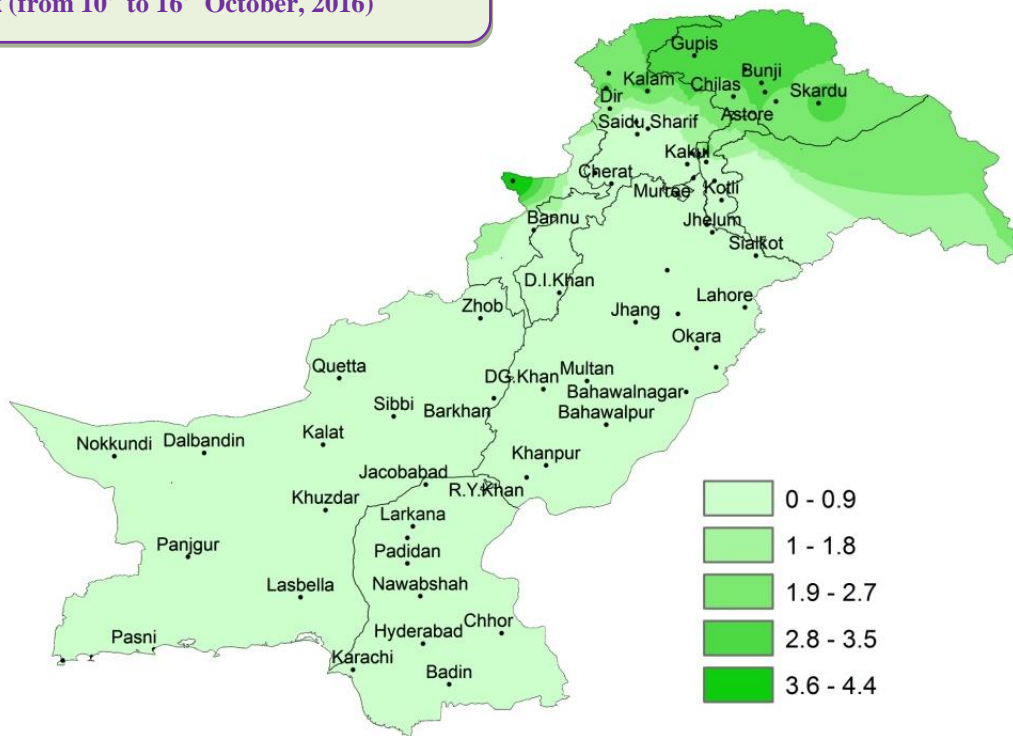 (from 10 to 16 October, 2016)
Gupis
Kalam
Chilas
Bunji
Skardu
Dir
Astore
Saidu Sharif
Kakul
Cherat
Murree
Kotli
Bannu
Jhelum
Sialkot
D.I.Khan
Zhob
Lahore
Jhang
Okara
Quetta
DG.Khan
Multan
Bahawalnagar
Sibbi
Barkhan
Bahawalpur
Nokkundi
Dalbandin
Kalat
Khanpur
Jacobabad
R.Y.Khan
Khuzdar
Larkana
Panjgur
Padidan
Lasbella
Nawabshah
Chhor
Pasni
Hyderabad
Karachi
Badin
0 - 0.9
1 - 1.8
1.9 - 2.7
2.8 - 3.5
3.6 - 4.4